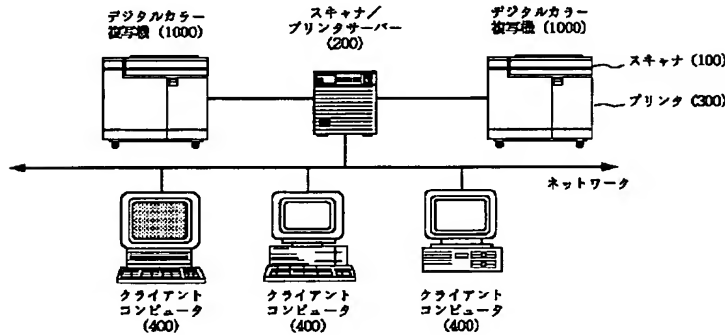 デジタルカラー
複写機 (1000)
スキャナ/
プリンタサーバー
(200)
デジタルカラー
複写機 (1000)
スキャナ (100)
プリンタ (300)
ネットワーク
クライアント
コンピュータ
(400)
クライアント
コンピュータ
(400)
クライアント
コンピュータ
(400)